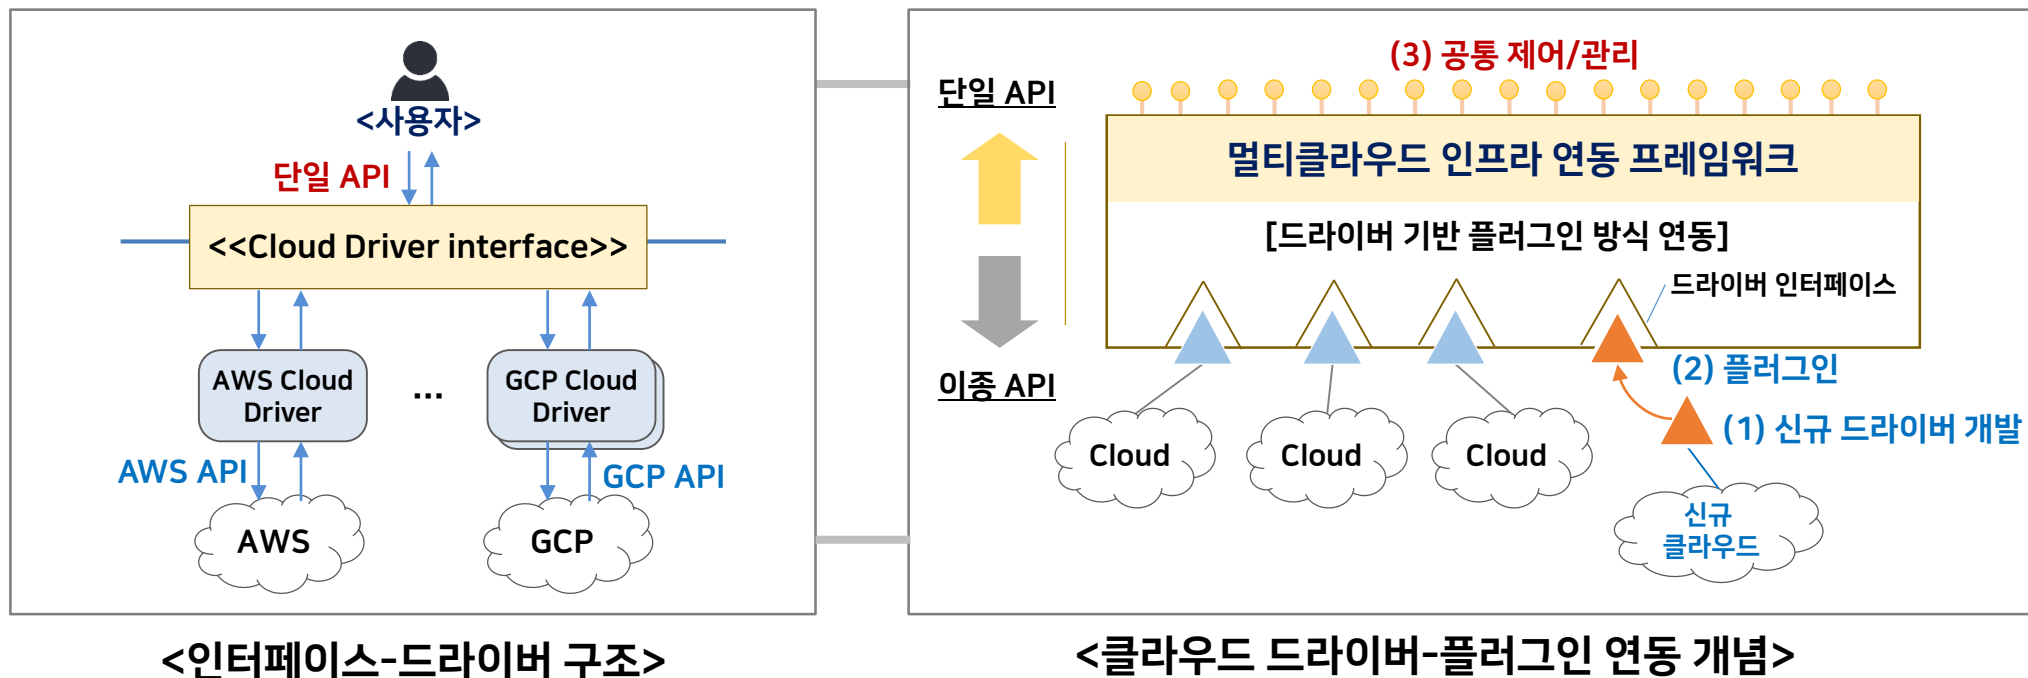 <사용자>
단일 API
<<Cloud Driver interface>>
AWS Cloud
Driver
...
GCP Cloud
Driver
AWS API
GCP API
AWS
GCP
<인터페이스-드라이버 구조>
(3) 공통 제어/관리
단일 API
멀티클라우드 인프라 연동 프레임워크
[드라이버 기반 플러그인 방식 연동]
드라이버 인터페이스
이종 API
(2) 플러그인
(1) 신규 드라이버 개발
Cloud
Cloud
Cloud
신규
클라우드
<클라우드 드라이버-플러그인 연동 개념>